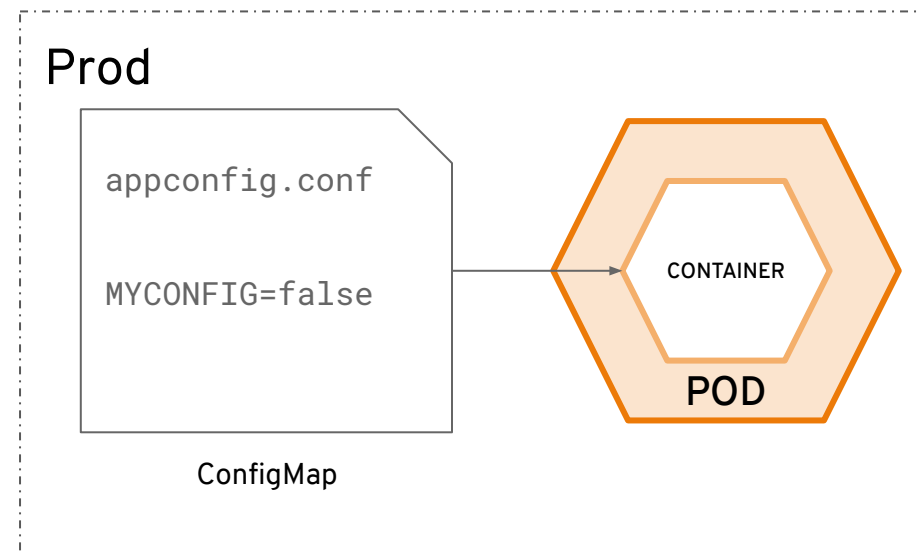 Prod
appconfig.conf
MYCONFIG=false
ConfigMap
CONTAINER
POD